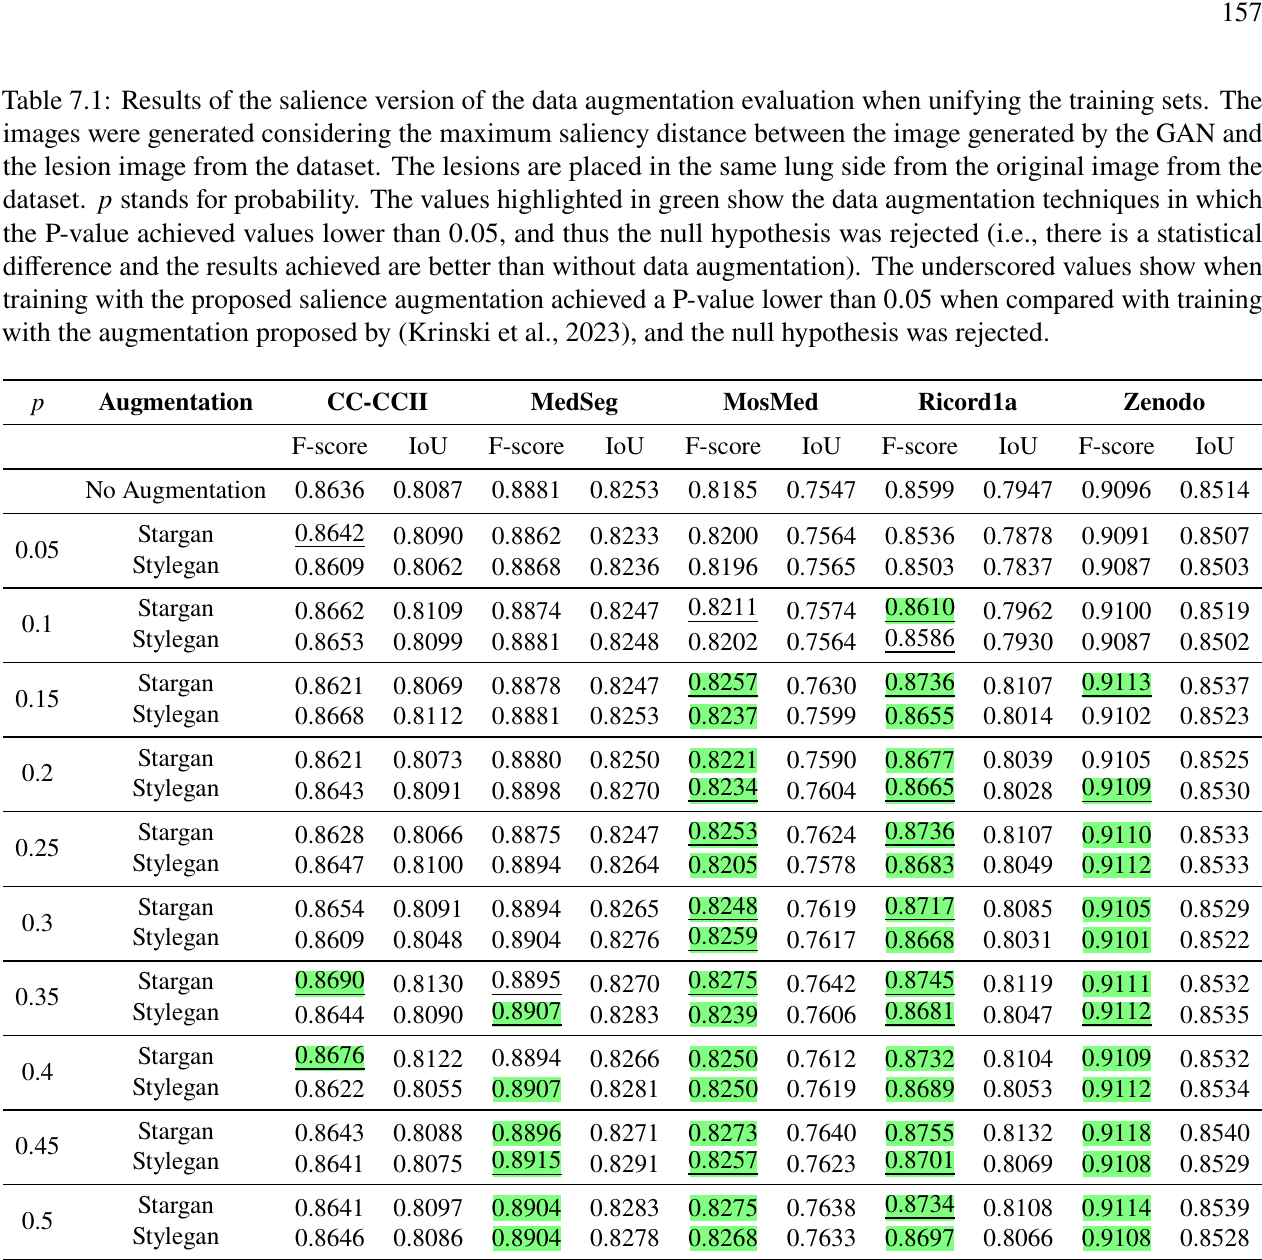 157
Table 7.1: Results of the salience version of the data augmentation evaluation when unifying the training sets. The
images were generated considering the maximum saliency distance between the image generated by the GAN and
the lesion image from the dataset. The lesions are placed in the same lung side from the original image from the
dataset. p stands for probability. The values highlighted in green show the data augmentation techniques in which
the P-value achieved values lower than 0.05, and thus the null hypothesis was rejected (i.e., there is a statistical
difference and the results achieved are better than without data augmentation). The underscored values show when
training with the proposed salience augmentation achieved a P-value lower than 0.05 when compared with training
with the augmentation proposed by (Krinski et al., 2023), and the null hypothesis was rejected.
p Augmentation CC-CCII MedSeg MosMed Ricord1a Zenodo
F-score IoU F-score IoU F-score IoU F-score IoU F-score IoU
No Augmentation 0.8636 0.8087 0.8881 0.8253 0.8185 0.7547 0.8599 0.7947 0.9096 0.8514
0.05
Stargan 0.8642 0.8090 0.8862 0.8233 0.8200 0.7564 0.8536 0.7878 0.9091 0.8507
Stylegan 0.8609 0.8062 0.8868 0.8236 0.8196 0.7565 0.8503 0.7837 0.9087 0.8503
0.1
Stargan 0.8662 0.8109 0.8874 0.8247 0.8211 0.7574 0.8610 0.7962 0.9100 0.8519
Stylegan 0.8653 0.8099 0.8881 0.8248 0.8202 0.7564 0.8586 0.7930 0.9087 0.8502
0.15
Stargan 0.8621 0.8069 0.8878 0.8247 0.8257 0.7630 0.8736 0.8107 0.9113 0.8537
Stylegan 0.8668 0.8112 0.8881 0.8253 0.8237 0.7599 0.8655 0.8014 0.9102 0.8523
0.2
Stargan 0.8621 0.8073 0.8880 0.8250 0.8221 0.7590 0.8677 0.8039 0.9105 0.8525
Stylegan 0.8643 0.8091 0.8898 0.8270 0.8234 0.7604 0.8665 0.8028 0.9109 0.8530
0.25
Stargan 0.8628 0.8066 0.8875 0.8247 0.8253 0.7624 0.8736 0.8107 0.9110 0.8533
Stylegan 0.8647 0.8100 0.8894 0.8264 0.8205 0.7578 0.8683 0.8049 0.9112 0.8533
0.3
Stargan 0.8654 0.8091 0.8894 0.8265 0.8248 0.7619 0.8717 0.8085 0.9105 0.8529
Stylegan 0.8609 0.8048 0.8904 0.8276 0.8259 0.7617 0.8668 0.8031 0.9101 0.8522
0.35
Stargan 0.8690 0.8130 0.8895 0.8270 0.8275 0.7642 0.8745 0.8119 0.9111 0.8532
Stylegan 0.8644 0.8090 0.8907 0.8283 0.8239 0.7606 0.8681 0.8047 0.9112 0.8535
0.4
Stargan 0.8676 0.8122 0.8894 0.8266 0.8250 0.7612 0.8732 0.8104 0.9109 0.8532
Stylegan 0.8622 0.8055 0.8907 0.8281 0.8250 0.7619 0.8689 0.8053 0.9112 0.8534
0.45
Stargan 0.8643 0.8088 0.8896 0.8271 0.8273 0.7640 0.8755 0.8132 0.9118 0.8540
Stylegan 0.8641 0.8075 0.8915 0.8291 0.8257 0.7623 0.8701 0.8069 0.9108 0.8529
0.5
Stargan 0.8641 0.8097 0.8904 0.8283 0.8275 0.7638 0.8734 0.8108 0.9114 0.8539
Stylegan 0.8646 0.8086 0.8904 0.8278 0.8268 0.7633 0.8697 0.8066 0.9108 0.8528